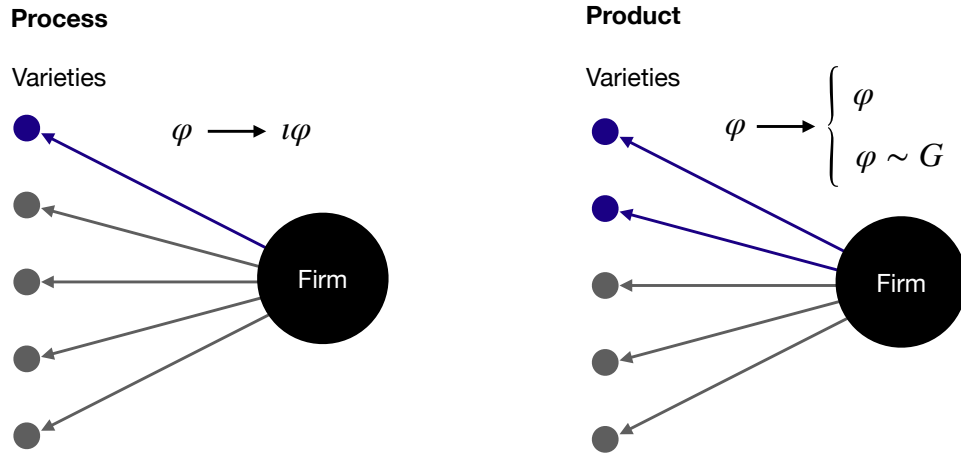 Process
Varieties
φ → ιφ
Firm
Product
Varieties
φ → { φ
φ ∼ G
Firm